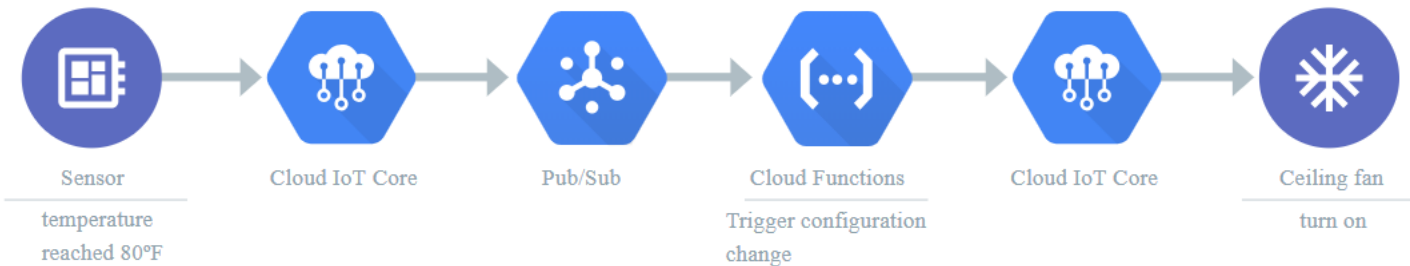 Sensor
temperature
reached 80ºF
Cloud IoT Core
Pub/Sub
Cloud Functions
Trigger configuration
change
Cloud IoT Core
Ceiling fan
turn on